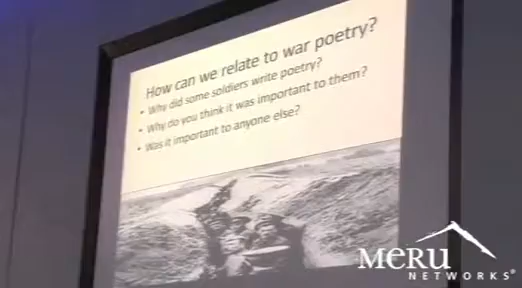 How can we relate to war poetry?
• Why did some soldiers write poetry?
• Why do you think it was important to them?
• Was it important to anyone else?
MERU
NETWORKS®